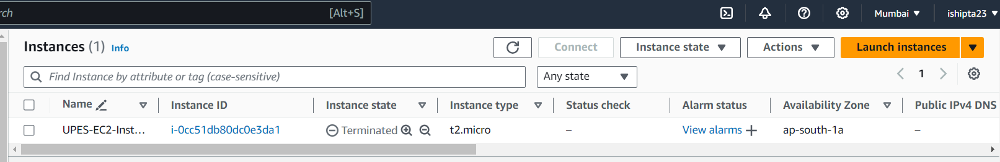 rch [Alt+S] Mumbai ishipta23
Instances (1) Info Connect Instance state Actions Launch instances
Find Instance by attribute or tag (case-sensitive) Any state 1
Name Instance ID Instance state Instance type Status check Alarm status Availability Zone Public IPv4 DNS
UPES-EC2-Inst... i-0cc51db80dc0e3da1 Terminated t2.micro – View alarms + ap-south-1a –